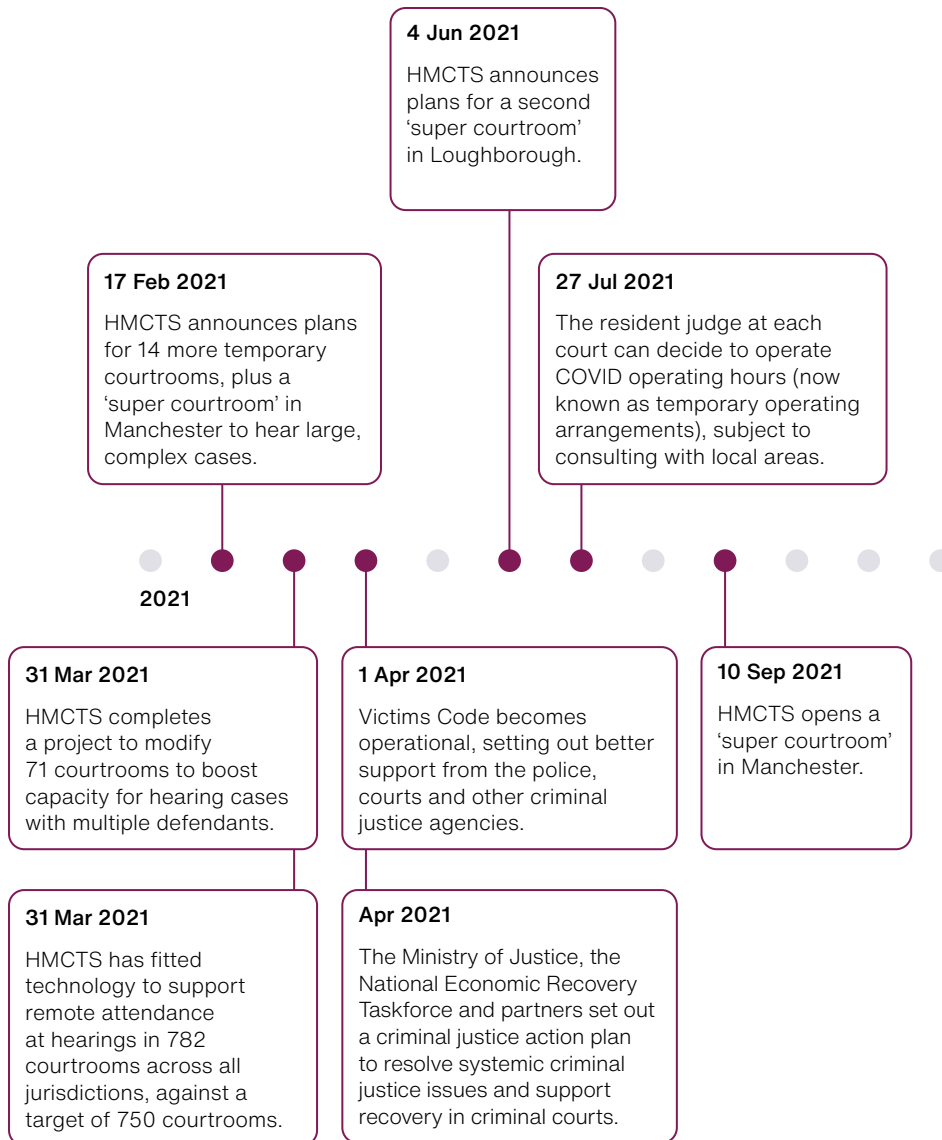 4 Jun 2021
HMCTS announces
plans for a second
‘super courtroom’
in Loughborough.
17 Feb 2021
HMCTS announces plans
for 14 more temporary
courtrooms, plus a
‘super courtroom’ in
Manchester to hear large,
complex cases.
27 Jul 2021
The resident judge at each
court can decide to operate
COVID operating hours (now
known as temporary operating
arrangements), subject to
consulting with local areas.
2021
31 Mar 2021
HMCTS completes
a project to modify
71 courtrooms to boost
capacity for hearing cases
with multiple defendants.
1 Apr 2021
Victims Code becomes
operational, setting out better
support from the police,
courts and other criminal
justice agencies.
10 Sep 2021
HMCTS opens a
‘super courtroom’
in Manchester.
31 Mar 2021
HMCTS has fitted
technology to support
remote attendance
at hearings in 782
courtrooms across all
jurisdictions, against a
target of 750 courtrooms.
Apr 2021
The Ministry of Justice, the
National Economic Recovery
Taskforce and partners set out
a criminal justice action plan
to resolve systemic criminal
justice issues and support
recovery in criminal courts.